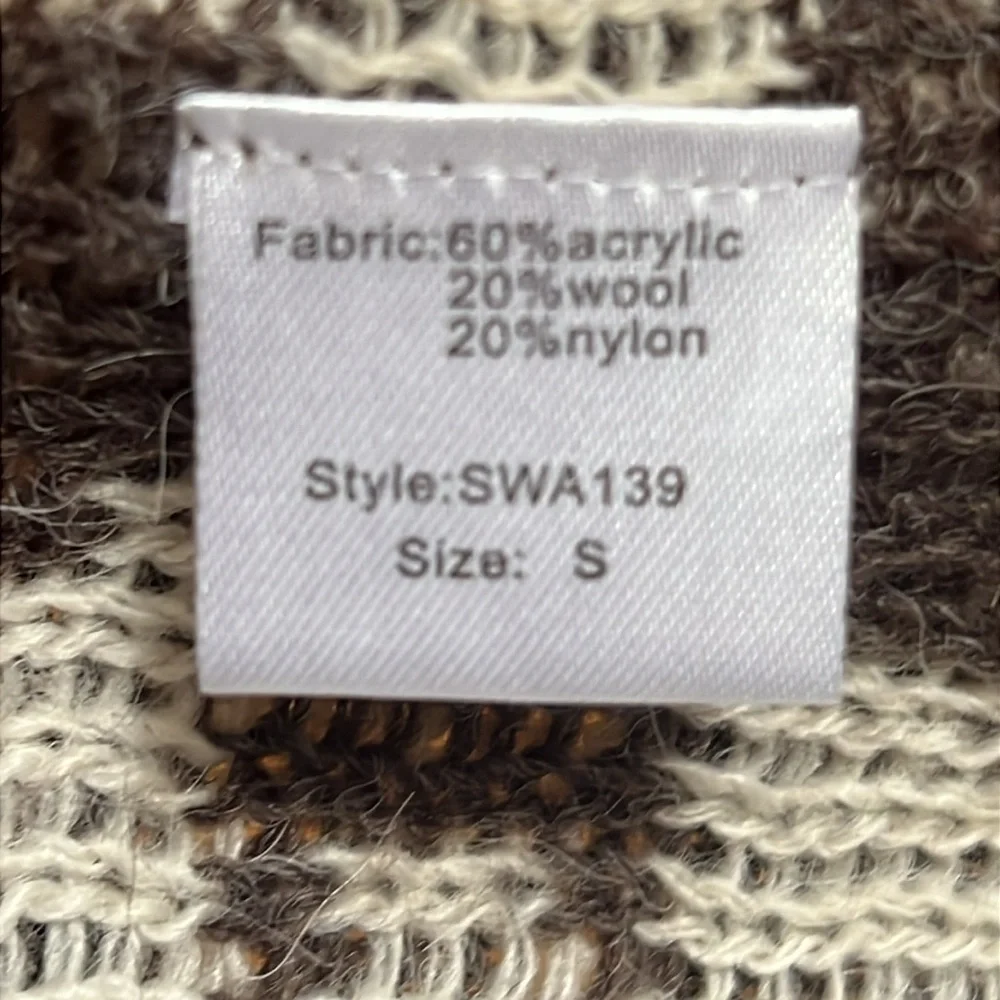 Fabric:60%acrylic
20%wool
20%nylon
Style:SWA139
Size: S